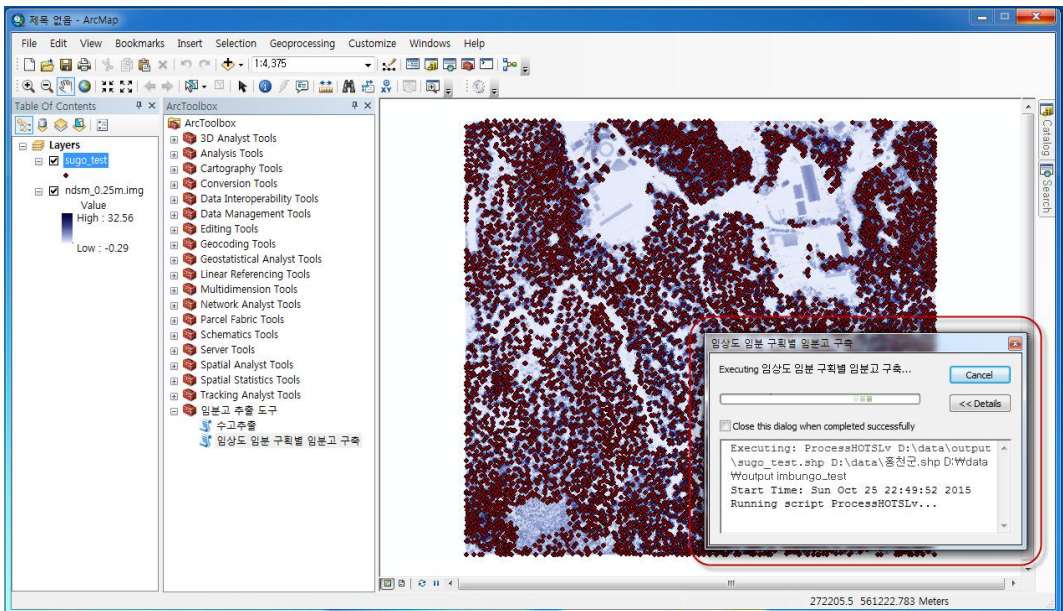 제목 없음 - ArcMap
File Edit View Bookmarks Insert Selection Geoprocessing Customize Windows Help
1:4,375
Table Of Contents
Layers
sugo_test
ndsm_0.25m.img
Value
High : 32.56
Low : -0.29
ArcToolbox
ArcToolbox
3D Analyst Tools
Analysis Tools
Cartography Tools
Conversion Tools
Data Interoperability Tools
Data Management Tools
Editing Tools
Geocoding Tools
Geostatistical Analyst Tools
Linear Referencing Tools
Multidimension Tools
Network Analyst Tools
Parcel Fabric Tools
Schematics Tools
Server Tools
Spatial Analyst Tools
Spatial Statistics Tools
Tracking Analyst Tools
임분고 추출 도구
수고추출
임상도 임분 구획별 임분고 구축
Catalog
Search
임상도 임분 구획별 임분고 구축
Executing 임상도 임분 구획별 임분고 구축...
Cancel
<< Details
Close this dialog when completed successfully
Executing: ProcessHOTSLv D:\data\output
\sugo_test.shp D:\data\홍천군.shp D:₩data
₩output imbungo_test
Start Time: Sun Oct 25 22:49:52 2015
Running script ProcessHOTSLv...
272205.5 561222.783 Meters